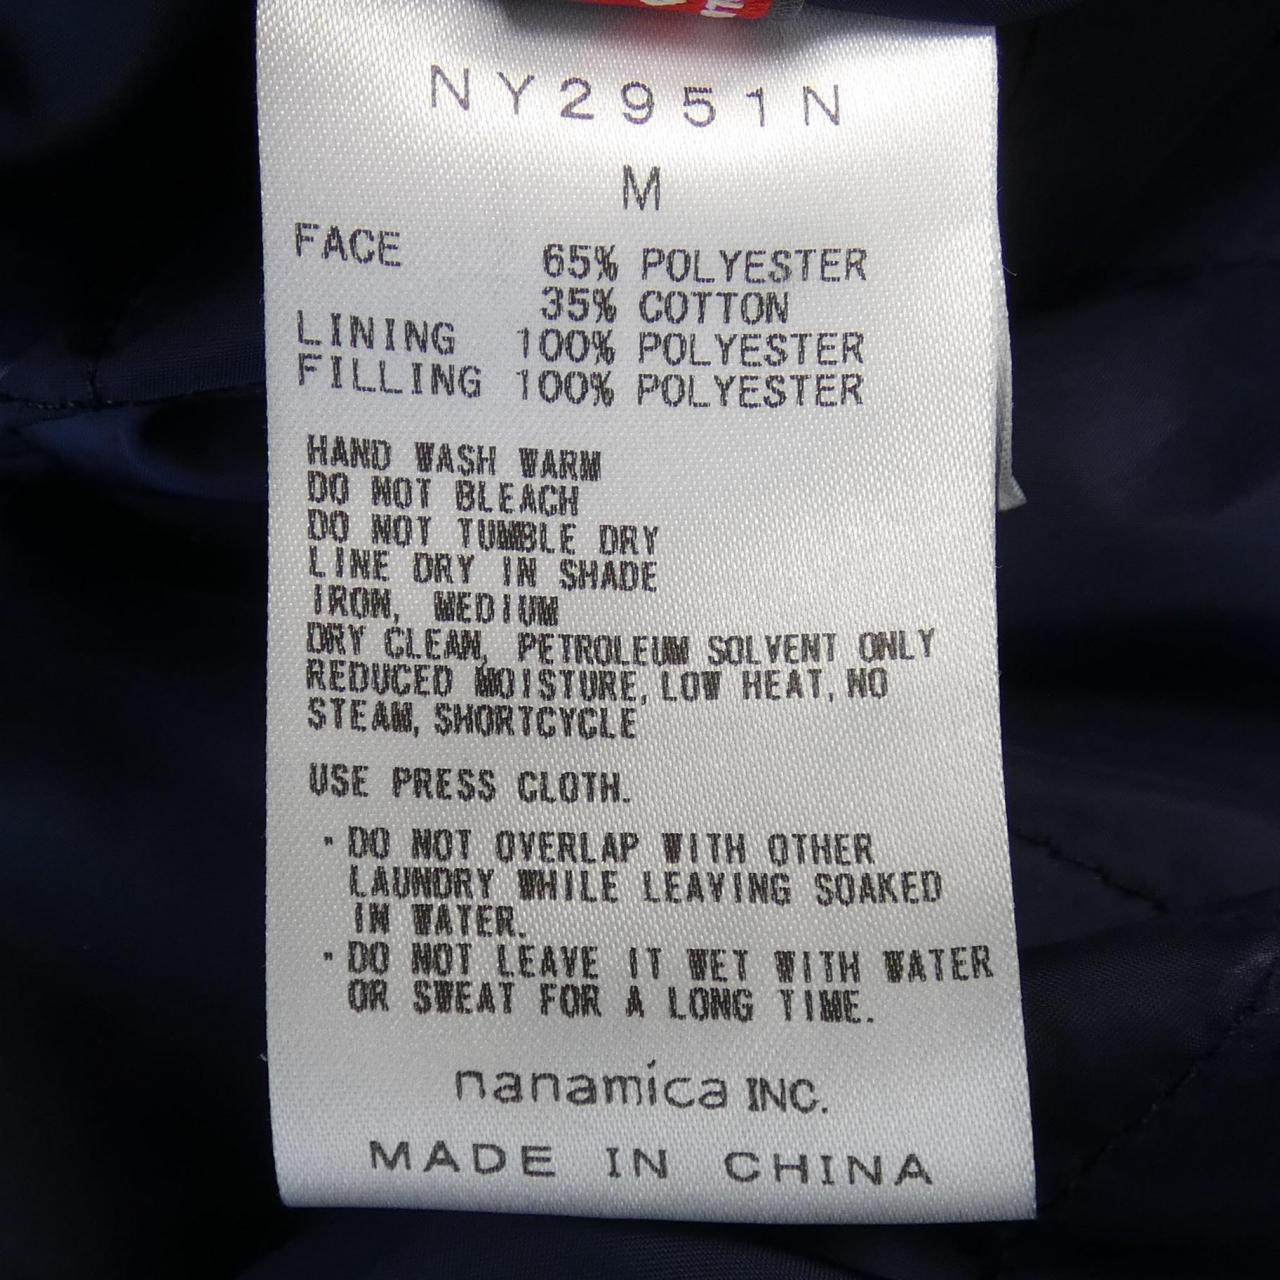 NY2951N
M
FACE 65% POLYESTER
35% COTTON
LINING 100% POLYESTER
FILLING 100% POLYESTER
HAND WASH WARM
DO NOT BLEACH
DO NOT TUMBLE DRY
LINE DRY IN SHADE
IRON, MEDIUM
DRY CLEAN, PETROLEUM SOLVENT ONLY
REDUCED MOISTURE, LOW HEAT, NO
STEAM, SHORTCYCLE
USE PRESS CLOTH.
・DO NOT OVERLAP WITH OTHER
LAUNDRY WHILE LEAVING SOAKED
IN WATER.
・DO NOT LEAVE IT WET WITH WATER
OR SWEAT FOR A LONG TIME.
nanamica INC.
MADE IN CHINA